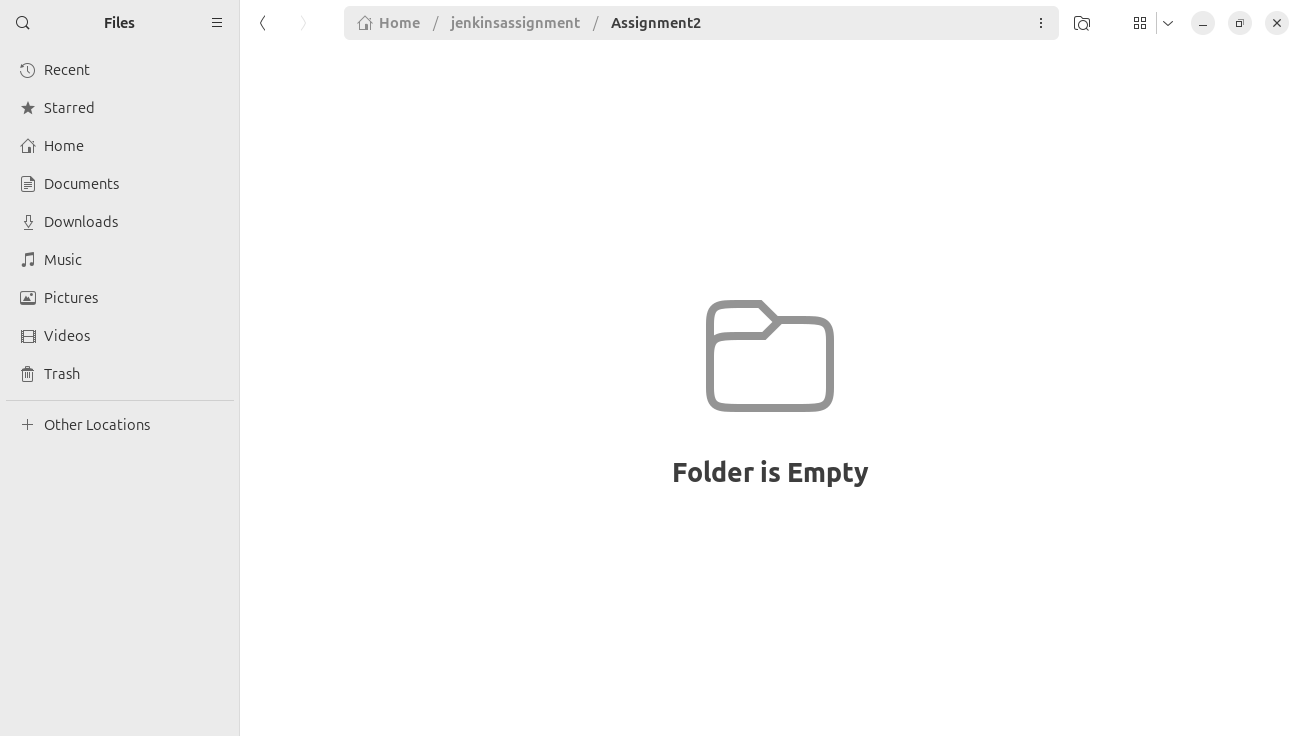 Files
Home / jenkinsassignment / Assignment2
Recent
Starred
Home
Documents
Downloads
Music
Pictures
Videos
Trash
Other Locations
Folder is Empty